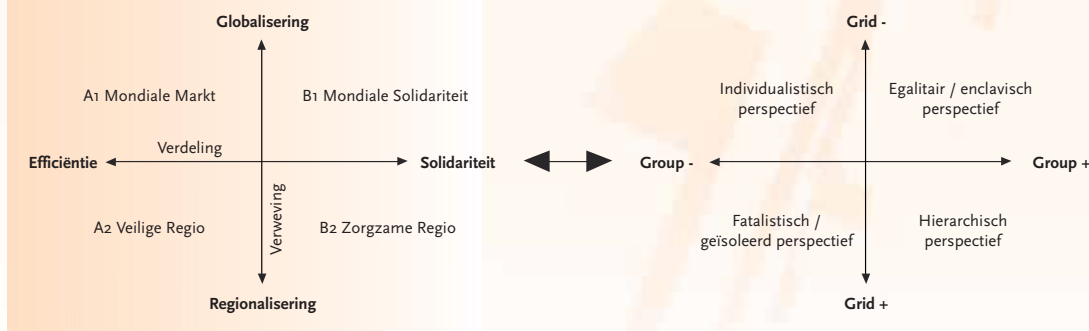 Globalisering
A1 Mondiale Markt
B1 Mondiale Solidariteit
Verdeling
Efficiëntie
Solidariteit
Verweving
A2 Veilige Regio
B2 Zorgzame Regio
Regionalisering
Grid -
Individualistisch
perspectief
Egalitair / enclavisch
perspectief
Group -
Group +
Fatalistisch /
geïsoleerd perspectief
Hierarchisch
perspectief
Grid +